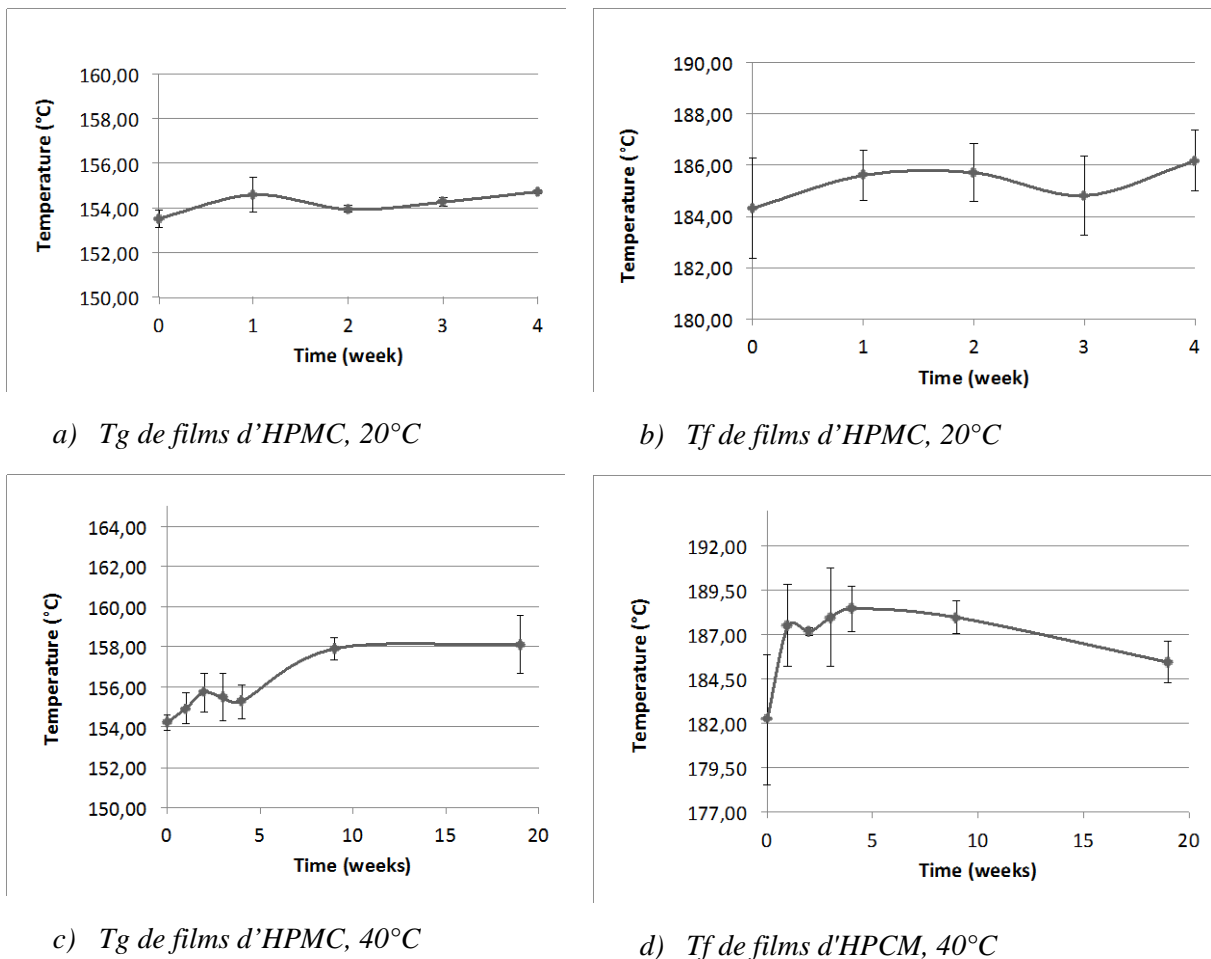 160,00
158,00
156,00
154,00
152,00
150,00
Temperature (°C)
0 1 2 3 4
Time (week)
a) Tg de films d'HPMC, 20°C
190,00
188,00
186,00
184,00
182,00
180,00
Temperature (°C)
0 1 2 3 4
Time (week)
b) Tf de films d'HPMC, 20°C
164,00
162,00
160,00
158,00
156,00
154,00
152,00
150,00
Temperature (°C)
0 5 10 15 20
Time (weeks)
c) Tg de films d'HPMC, 40°C
192,00
189,50
187,00
184,50
182,00
179,50
177,00
Temperature (°C)
0 5 10 15 20
Time (weeks)
d) Tf de films d'HPCM, 40°C